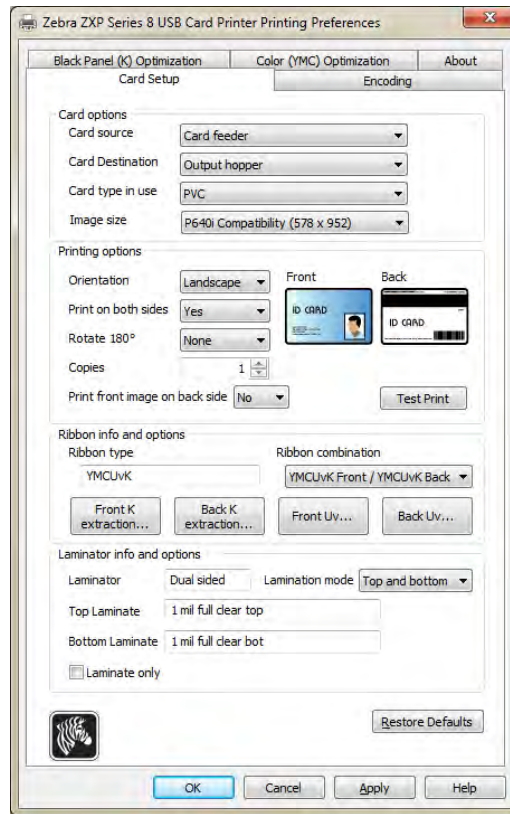 Zebra ZXP Series 8 USB Card Printer Printing Preferences
Black Panel (K) Optimization Color (YMC) Optimization About
Card Setup Encoding
Card options
Card source Card feeder
Card Destination Output hopper
Card type in use PVC
Image size P640i Compatibility (578 x 952)
Printing options
Orientation Landscape Front Back
Print on both sides Yes ID CARD ID CARD
Rotate 180° None
Copies 1
Print front image on back side No Test Print
Ribbon info and options
Ribbon type Ribbon combination
YMCUvK YMCUvK Front / YMCUvK Back
Front K extraction... Back K extraction... Front Uv... Back Uv...
Laminator info and options
Laminator Dual sided Lamination mode Top and bottom
Top Laminate 1 mil full clear top
Bottom Laminate 1 mil full clear bot
Laminate only
Restore Defaults
OK Cancel Apply Help